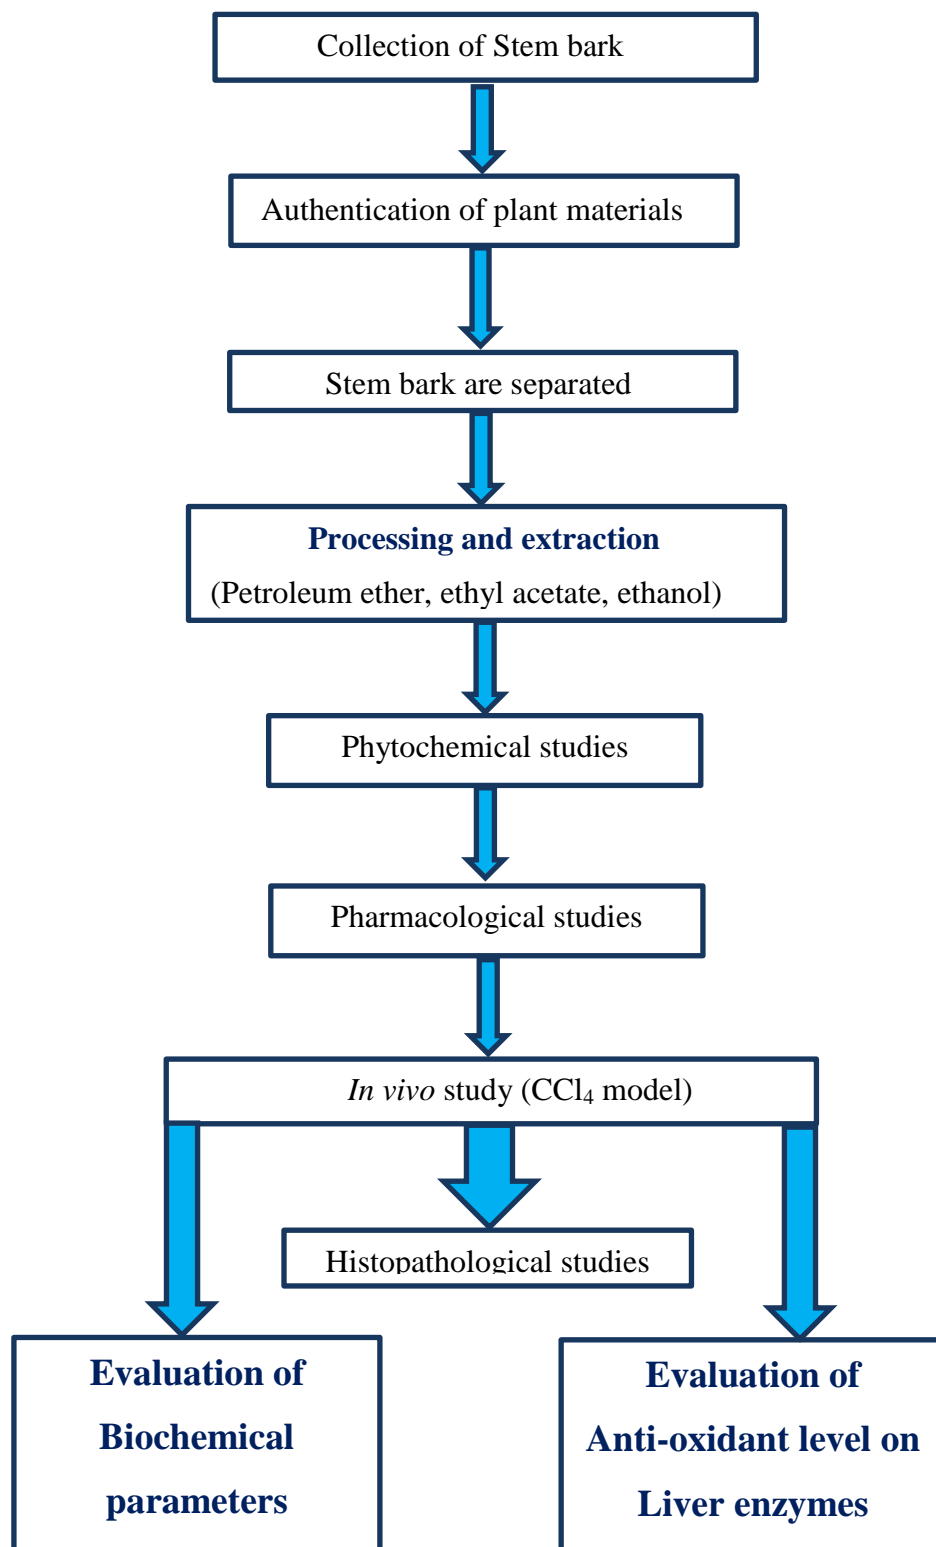 Collection of Stem bark
Authentication of plant materials
Stem bark are separated
Processing and extraction
(Petroleum ether, ethyl acetate, ethanol)
Phytochemical studies
Pharmacological studies
In vivo study (CCl₄ model)
Histopathological studies
Evaluation of
Biochemical
parameters
Evaluation of
Anti-oxidant level on
Liver enzymes